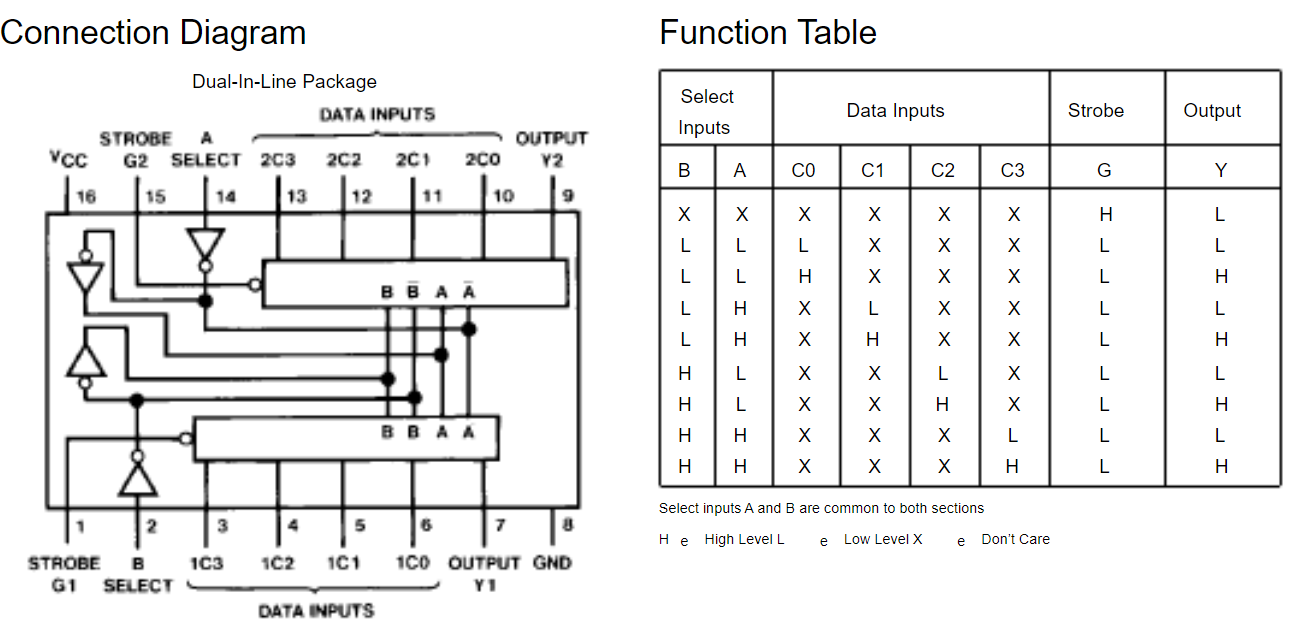 Connection Diagram
Dual-In-Line Package
DATA INPUTS
STROBE A OUTPUT
VCC G2 SELECT 2C3 2C2 2C1 2C0 Y2
16 15 14 13 12 11 10 9
B B̅ A A̅
B B A A
1 2 3 4 5 6 7 8
STROBE B 1C3 1C2 1C1 1C0 OUTPUT GND
G1 SELECT Y1
DATA INPUTS
Function Table
Select Inputs Data Inputs Strobe Output
B A C0 C1 C2 C3 G Y
X X X X X X H L
L L L X X X L L
L L H X X X L H
L H X L X X L L
L H X H X X L H
H L X X L X L L
H L X X H X L H
H H X X X L L L
H H X X X H L H
Select inputs A and B are common to both sections
H e High Level L e Low Level X e Don't Care